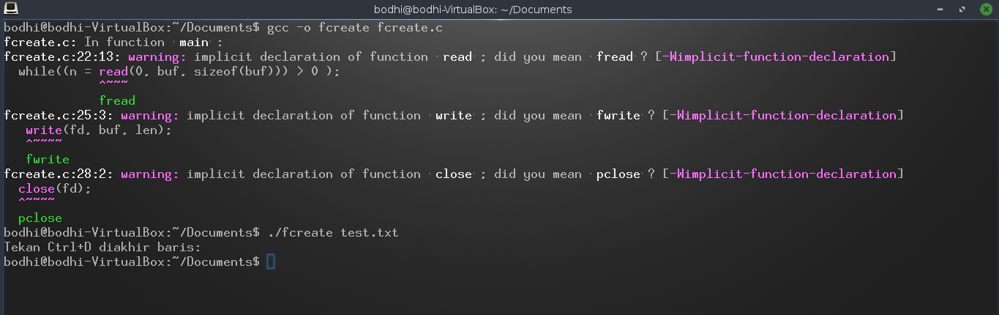 bodhi@bodhi-VirtualBox: ~/Documents
bodhi@bodhi-VirtualBox:~/Documents$ gcc -o fcreate fcreate.c
fcreate.c: In function 'main':
fcreate.c:22:13: warning: implicit declaration of function 'read'; did you mean 'fread'? [-Wimplicit-function-declaration]
  while((n = read(0, buf, sizeof(buf))) > 0 );
             ^~~~
             fread
fcreate.c:25:3: warning: implicit declaration of function 'write'; did you mean 'fwrite'? [-Wimplicit-function-declaration]
   write(fd, buf, len);
   ^~~~~
   fwrite
fcreate.c:28:2: warning: implicit declaration of function 'close'; did you mean 'pclose'? [-Wimplicit-function-declaration]
  close(fd);
  ^~~~~
  pclose
bodhi@bodhi-VirtualBox:~/Documents$ ./fcreate test.txt
Tekan Ctrl+D diakhir baris:
bodhi@bodhi-VirtualBox:~/Documents$